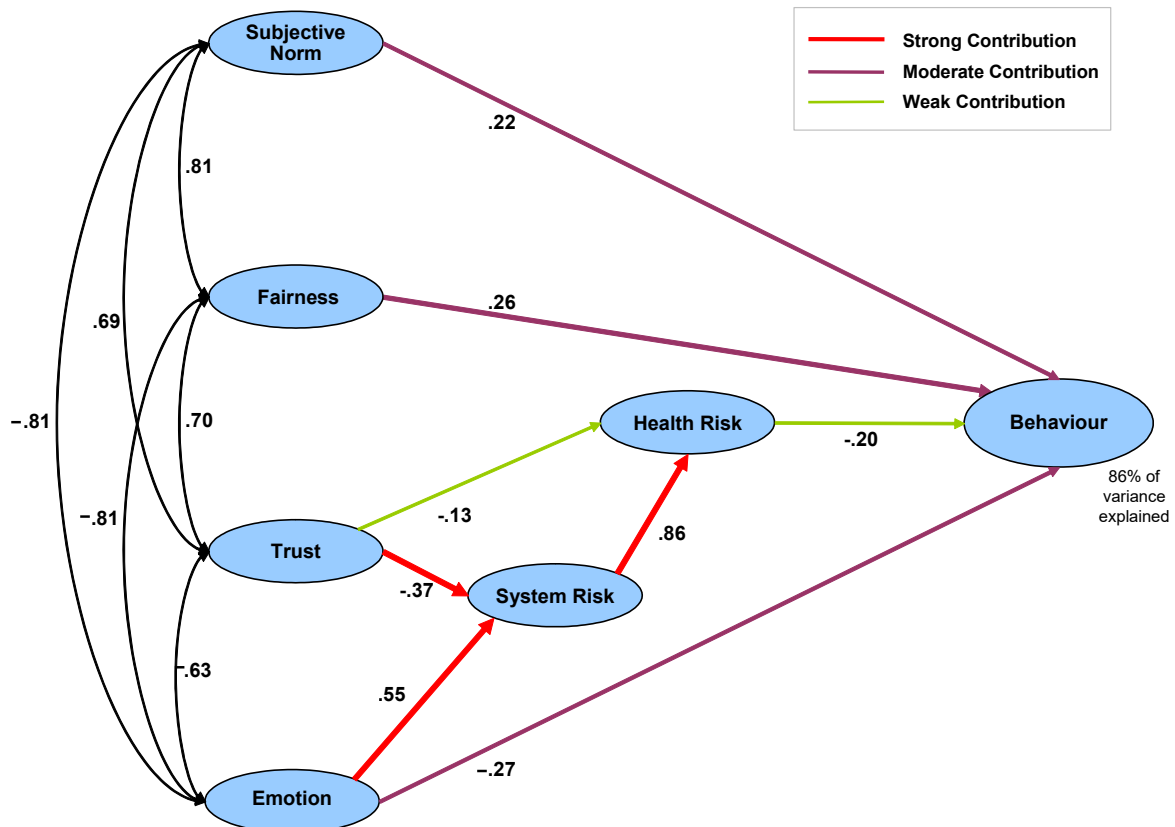 Subjective
Norm
Strong Contribution
Moderate Contribution
Weak Contribution
.22
.81
Fairness
.26
.69
−.81
.70
Health Risk
-.20
Behaviour
86% of
variance
explained
−.81
-.13
.86
Trust
-.37
System Risk
−.63
.55
−.27
Emotion